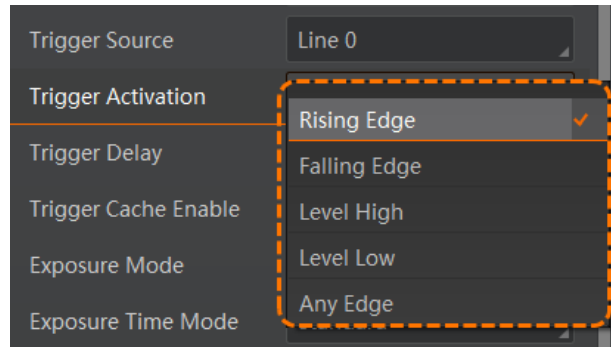 Trigger Source Line 0
Trigger Activation
Rising Edge
Trigger Delay
Falling Edge
Trigger Cache Enable
Level High
Exposure Mode
Level Low
Any Edge
Exposure Time Mode